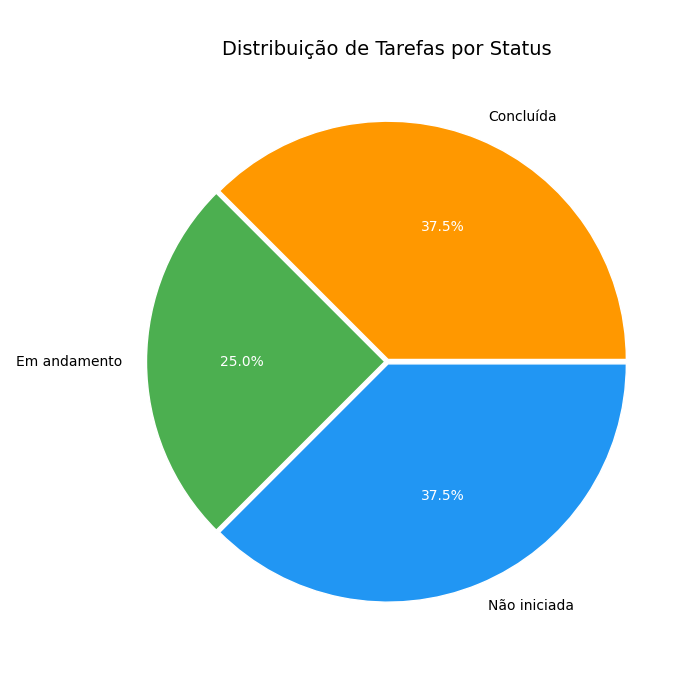 Distribuição de Tarefas por Status
Concluída
37.5%
Em andamento
25.0%
37.5%
Não iniciada